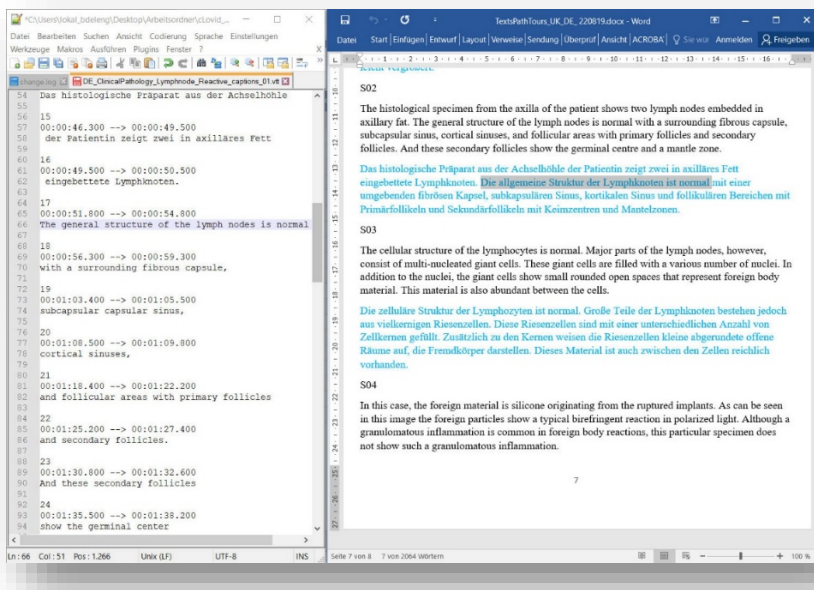 *C:\Users\lokal_bdeleng\Desktop\Arbeitsordner\cLovid_...
Datei Bearbeiten Suchen Ansicht Codierung Sprache Einstellungen
Werkzeuge Makros Ausführen Plugins Fenster ? X
change.log DE_ClinicalPathology_Lymphnode_Reactive_captions_01.vtt
54 Das histologische Präparat aus der Achselhöhle
55
56 15
57 00:00:46.300 --> 00:00:49.500
58 der Patientin zeigt zwei in axilläres Fett
59
60 16
61 00:00:49.500 --> 00:00:50.500
62 eingebettete Lymphknoten.
63
64 17
65 00:00:51.800 --> 00:00:54.800
66 The general structure of the lymph nodes is normal
67
68 18
69 00:00:56.300 --> 00:00:59.300
70 with a surrounding fibrous capsule,
71
72 19
73 00:01:03.400 --> 00:01:05.500
74 subcapsular capsular sinus,
75
76 20
77 00:01:08.500 --> 00:01:09.800
78 cortical sinuses,
79
80 21
81 00:01:18.400 --> 00:01:22.200
82 and follicular areas with primary follicles
83
84 22
85 00:01:25.200 --> 00:01:27.400
86 and secondary follicles.
87
88 23
89 00:01:30.800 --> 00:01:32.600
90 And these secondary follicles
91
92 24
93 00:01:35.500 --> 00:01:38.200
94 show the germinal center
Ln:66 Col:51 Pos:1.266 Unix (LF) UTF-8 INS
TextsPathTours_UK_DE_ 220819.docx - Word
Datei Start Einfügen Entwurf Layout Verweise Sendung Überprüf Ansicht ACROBA Sie wür Anmelden Freigeben
klein vergrößert.
S02
The histological specimen from the axilla of the patient shows two lymph nodes embedded in
axillary fat. The general structure of the lymph nodes is normal with a surrounding fibrous capsule,
subcapsular sinus, cortical sinuses, and follicular areas with primary follicles and secondary
follicles. And these secondary follicles show the germinal centre and a mantle zone.
Das histologische Präparat aus der Achselhöhle der Patientin zeigt zwei in axilläres Fett
eingebettete Lymphknoten. Die allgemeine Struktur der Lymphknoten ist normal mit einer
umgebenden fibrösen Kapsel, subkapsulären Sinus, kortikalen Sinus und follikulären Bereichen mit
Primärfollikeln und Sekundärfollikeln mit Keimzentren und Mantelzonen.
S03
The cellular structure of the lymphocytes is normal. Major parts of the lymph nodes, however,
consist of multi-nucleated giant cells. These giant cells are filled with a various number of nuclei. In
addition to the nuclei, the giant cells show small rounded open spaces that represent foreign body
material. This material is also abundant between the cells.
Die zelluläre Struktur der Lymphozyten ist normal. Große Teile der Lymphknoten bestehen jedoch
aus vielkernigen Riesenzellen. Diese Riesenzellen sind mit einer unterschiedlichen Anzahl von
Zellkernen gefüllt. Zusätzlich zu den Kernen weisen die Riesenzellen kleine abgerundete offene
Räume auf, die Fremdkörper darstellen. Dieses Material ist auch zwischen den Zellen reichlich
vorhanden.
S04
In this case, the foreign material is silicone originating from the ruptured implants. As can be seen
in this image the foreign particles show a typical birefringent reaction in polarized light. Although a
granulomatous inflammation is common in foreign body reactions, this particular specimen does
not show such a granulomatous inflammation.
7
Seite 7 von 8 7 von 2064 Wörtern 100 %